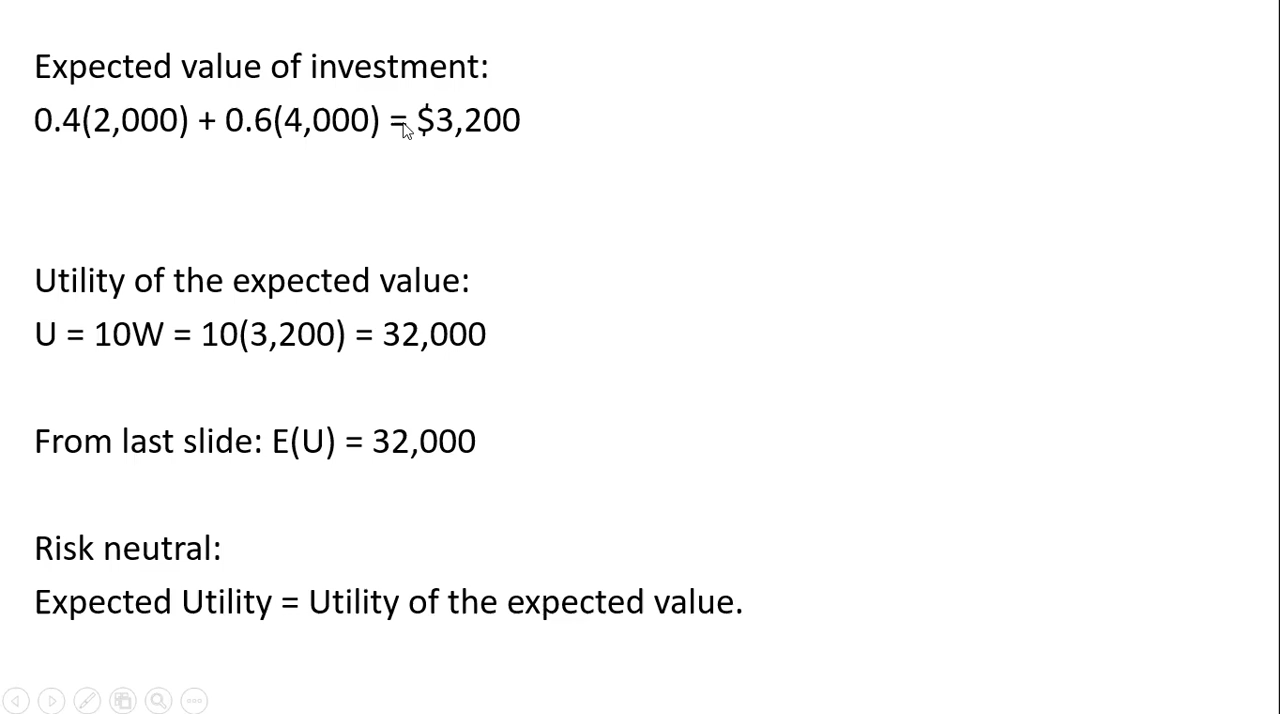 Expected value of investment:
0.4(2,000) + 0.6(4,000) = $3,200
Utility of the expected value:
U = 10W = 10(3,200) = 32,000
From last slide: E(U) = 32,000
Risk neutral:
Expected Utility = Utility of the expected value.